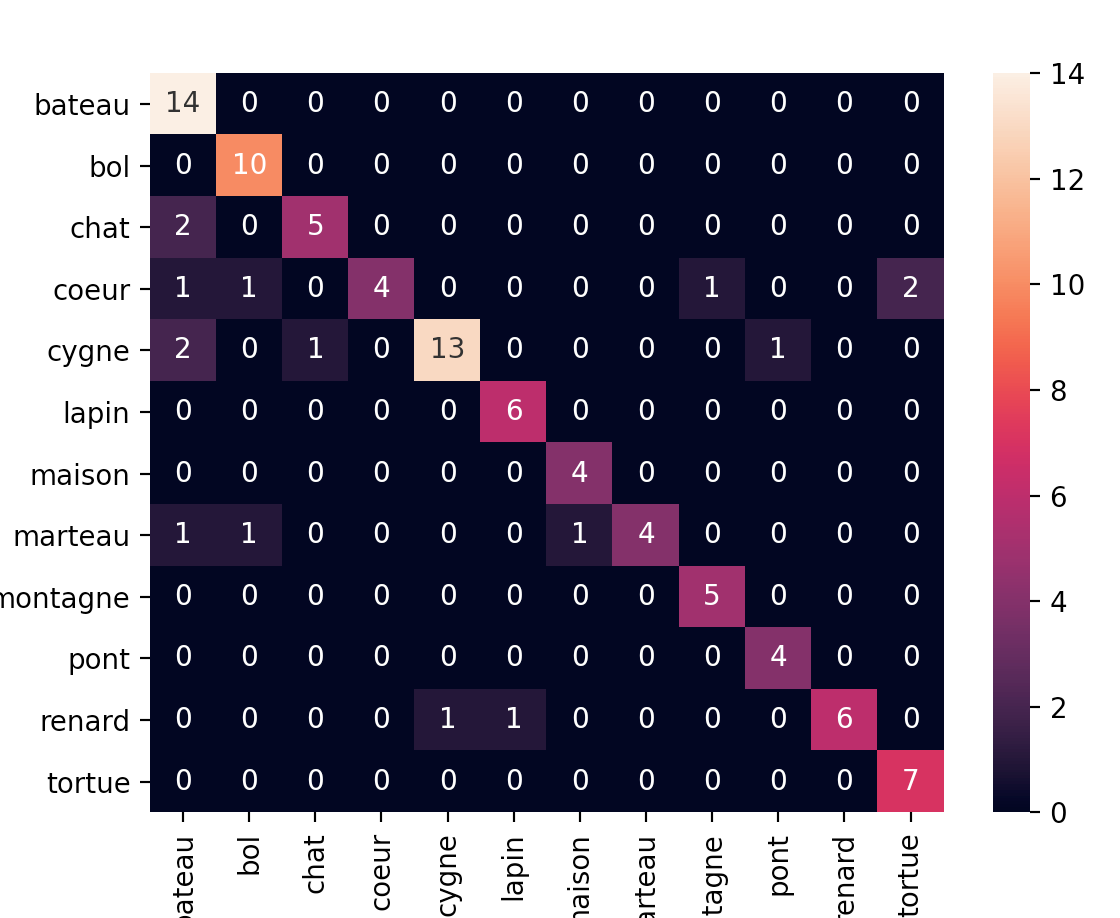 bateau 14 0 0 0 0 0 0 0 0 0 0 0
bol 0 10 0 0 0 0 0 0 0 0 0 0
chat 2 0 5 0 0 0 0 0 0 0 0 0
coeur 1 1 0 4 0 0 0 0 1 0 0 2
cygne 2 0 1 0 13 0 0 0 0 1 0 0
lapin 0 0 0 0 0 6 0 0 0 0 0 0
maison 0 0 0 0 0 0 4 0 0 0 0 0
marteau 1 1 0 0 0 0 1 4 0 0 0 0
montagne 0 0 0 0 0 0 0 0 5 0 0 0
pont 0 0 0 0 0 0 0 0 0 4 0 0
renard 0 0 0 0 1 1 0 0 0 0 6 0
tortue 0 0 0 0 0 0 0 0 0 0 0 7
bateau
bol
chat
coeur
cygne
lapin
naison
arteau
tagne
pont
renard
tortue
14
12
10
8
6
4
2
0